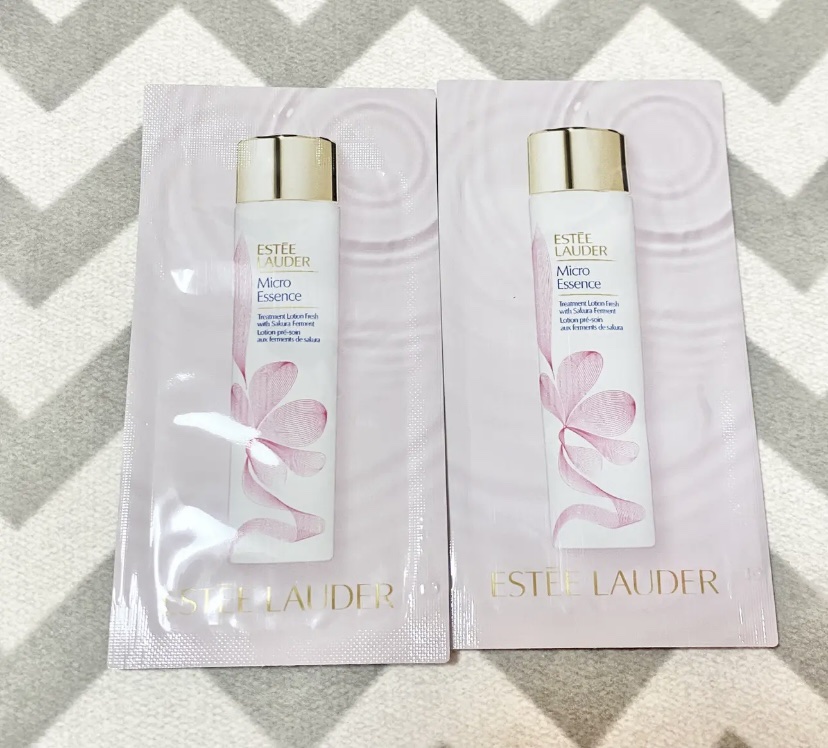 ESTĒE
LAUDER
Micro
Essence
Treatment Lotion Fresh
with Sakura Ferment
Lotion pré-soin
aux ferments de sakura
ESTĒE LAUDER
ESTĒE
LAUDER
Micro
Essence
Treatment Lotion Fresh
with Sakura Ferment
Lotion pré-soin
aux ferments de sakura
ESTĒE LAUDER